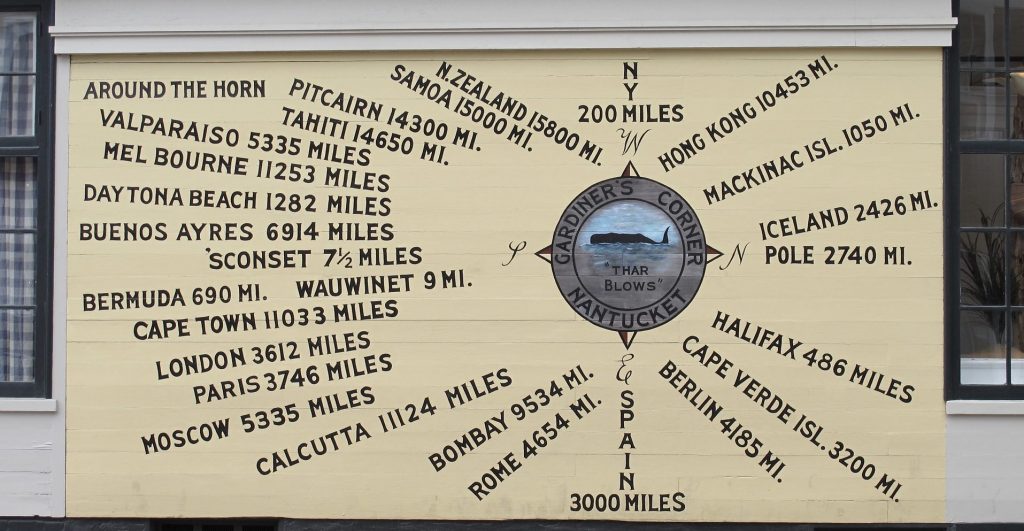 AROUND THE HORN
VALPARAISO 5335 MILES
MEL BOURNE 11253 MILES
DAYTONA BEACH 1282 MILES
BUENOS AYRES 6914 MILES
'SCONSET 7½ MILES
BERMUDA 690 MI.
WAUWINET 9 MI.
CAPE TOWN 11033 MILES
LONDON 3612 MILES
PARIS 3746 MILES
MOSCOW 5335 MILES
CALCUTTA 11124 MILES
PITCAIRN 14300 MI.
TAHITI 14650 MI.
SAMOA 15000 MI.
N.ZEALAND 15800 MI.
NY
200 MILES
W
HONG KONG 10453 MI.
MACKINAC ISL. 1050 MI.
ICELAND 2426 MI.
POLE 2740 MI.
S
N
GARDINER'S CORNER
"THAR
BLOWS"
NANTUCKET
E
HALIFAX 486 MILES
CAPE VERDE ISL. 3200 MI.
BERLIN 4185 MI.
BOMBAY 9534 MI.
ROME 4654 MI.
SPAIN
3000 MILES